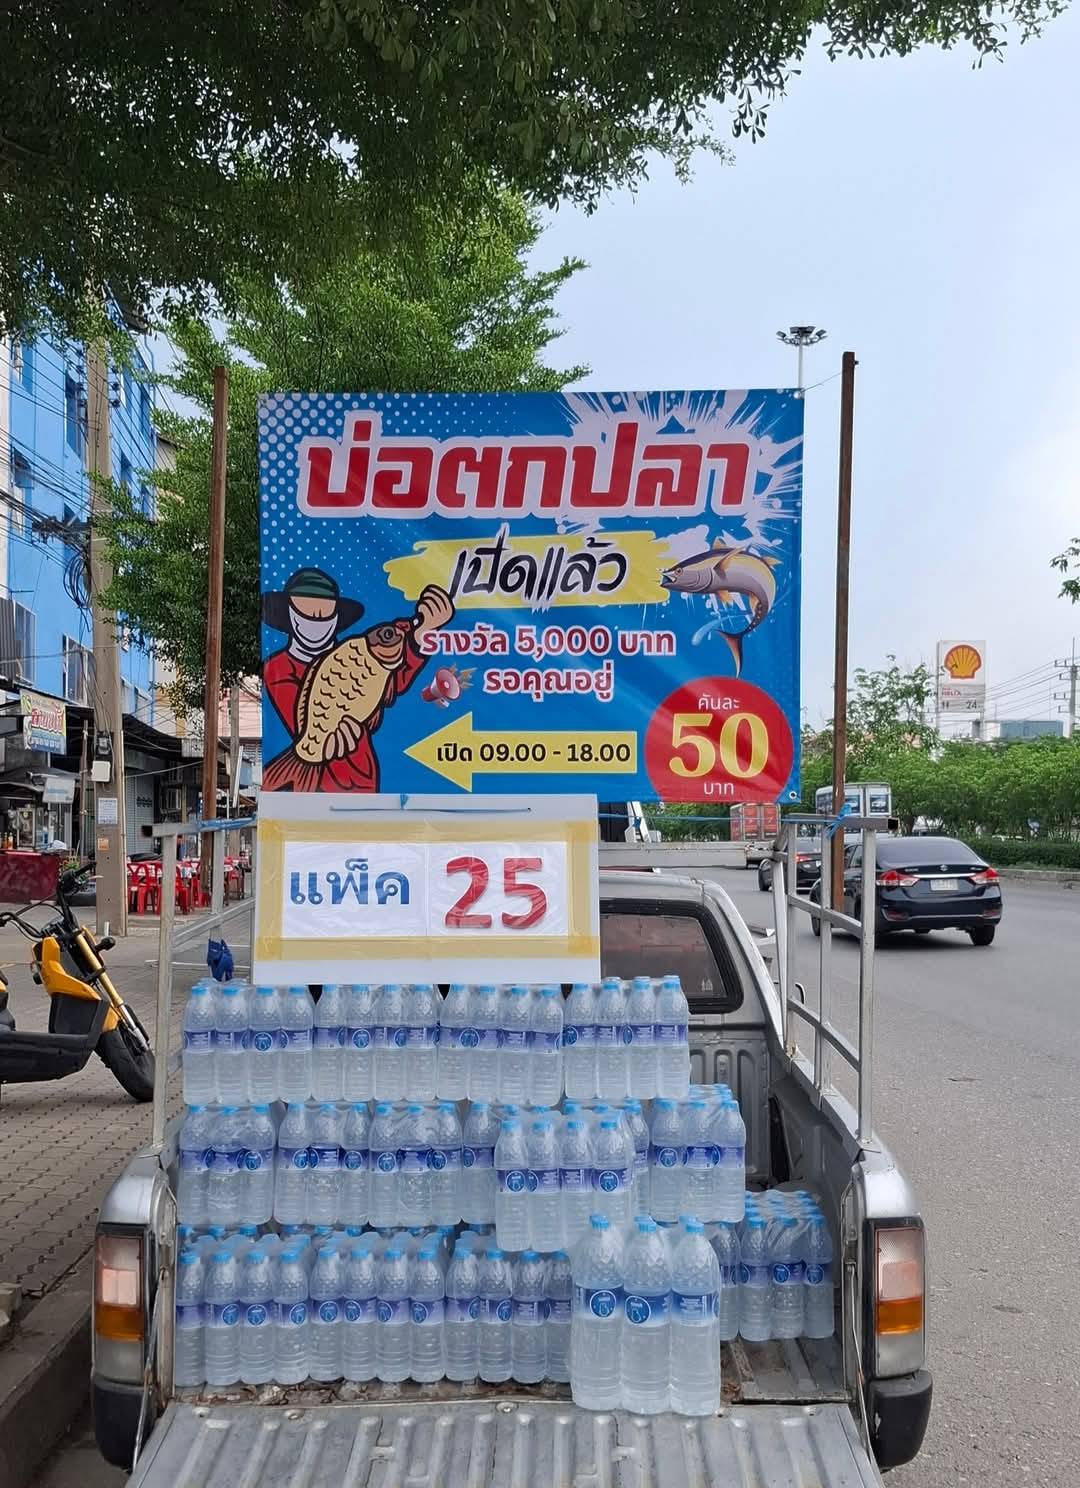 บ่อตกปลา
เปิดแล้ว
รางวัล 5,000 บาท
รอคุณอยู่
เปิด 09.00 - 18.00
คันละ
50
บาท
แพ็ค 25